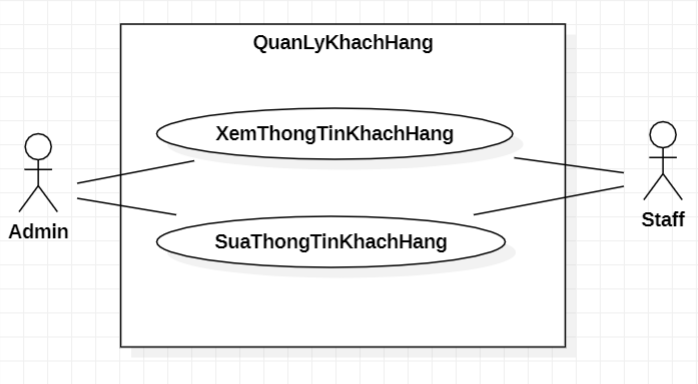 QuanLyKhachHang
XemThongTinKhachHang
Admin
Staff
SuaThongTinKhachHang